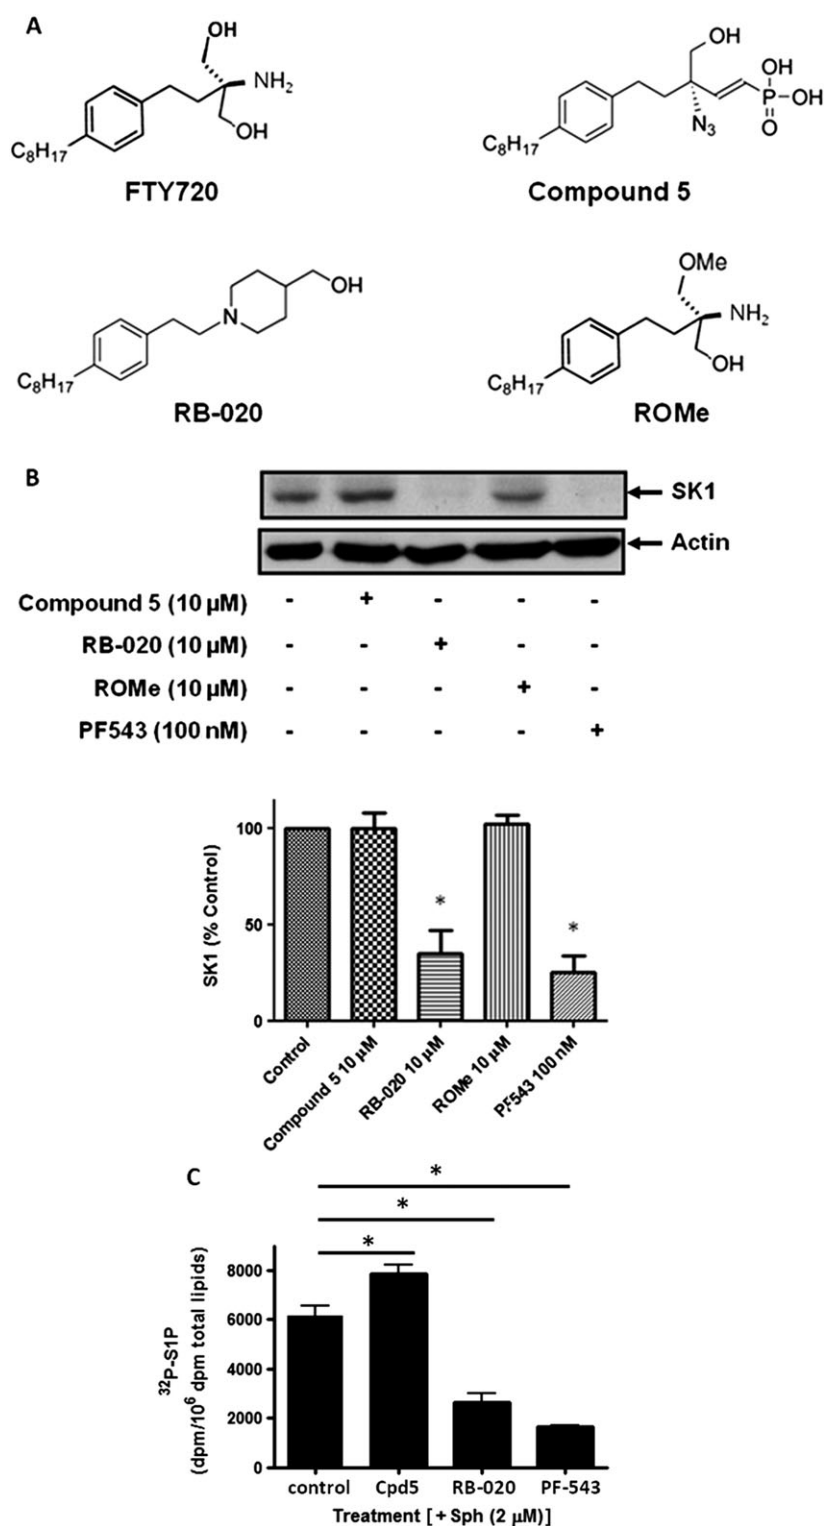 A
OH
NH₂
OH
C₈H₁₇
FTY720
OH
OH
P OH
O
N₃
C₈H₁₇
Compound 5
OH
N
C₈H₁₇
RB-020
OMe
NH₂
OH
C₈H₁₇
ROMe
B
SK1
Actin
Compound 5 (10 µM) - + - - -
RB-020 (10 µM) - - + - -
ROMe (10 µM) - - - + -
PF543 (100 nM) - - - - +
SK1 (% Control)
100
50
0
* *
Control
Compound 5 10 µM
RB-020 10 µM
ROMe 10 µM
PF543 100 nM
C
*
*
*
³²P-S1P
(dpm/10⁶ dpm total lipids)
8000
6000
4000
2000
0
control Cpd5 RB-020 PF-543
Treatment [ + Sph (2 µM)]